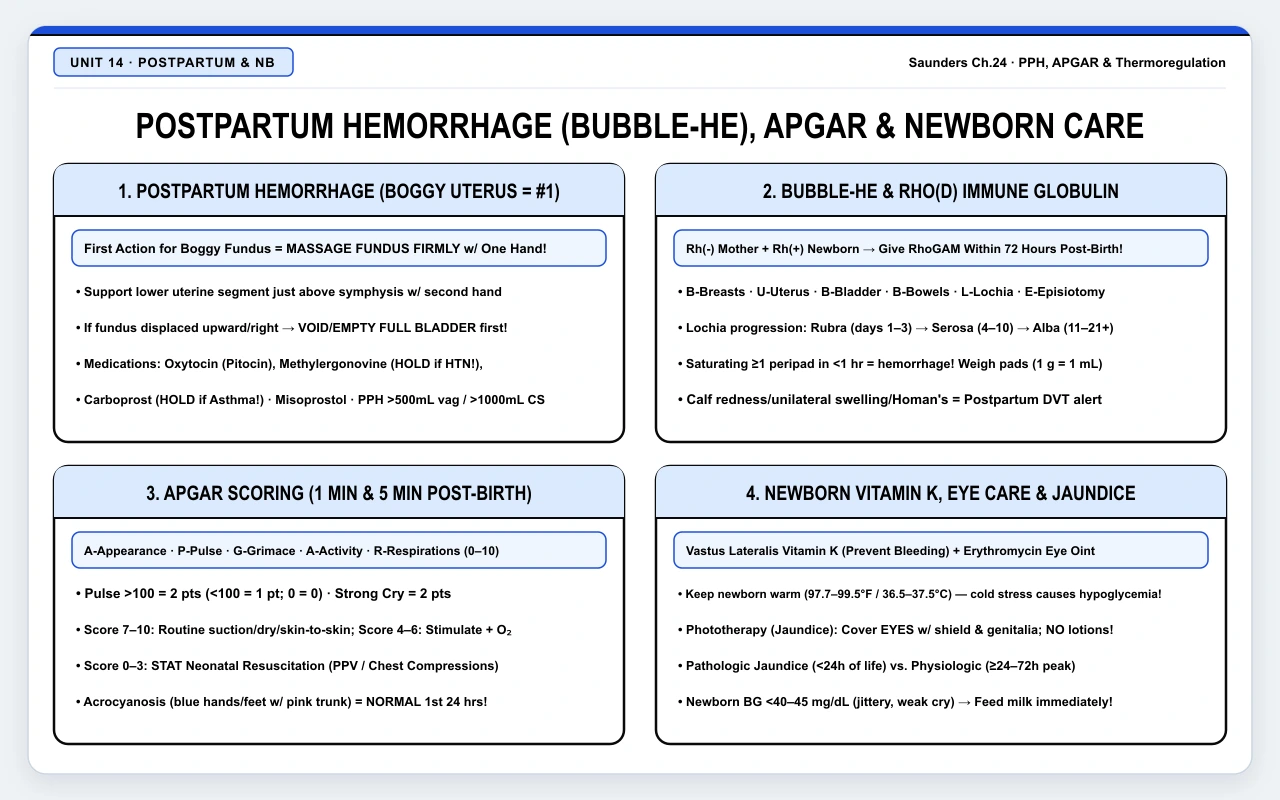 UNIT 14 · POSTPARTUM & NB
Saunders Ch.24 · PPH, APGAR & Thermoregulation
POSTPARTUM HEMORRHAGE (BUBBLE-HE), APGAR & NEWBORN CARE
1. POSTPARTUM HEMORRHAGE (BOGGY UTERUS = #1)
First Action for Boggy Fundus = MASSAGE FUNDUS FIRMLY w/ One Hand!
• Support lower uterine segment just above symphysis w/ second hand
• If fundus displaced upward/right → VOID/EMPTY FULL BLADDER first!
• Medications: Oxytocin (Pitocin), Methylergonovine (HOLD if HTN!),
• Carboprost (HOLD if Asthma!) · Misoprostol · PPH >500mL vag / >1000mL CS
2. BUBBLE-HE & RHO(D) IMMUNE GLOBULIN
Rh(-) Mother + Rh(+) Newborn → Give RhoGAM Within 72 Hours Post-Birth!
• B-Breasts · U-Uterus · B-Bladder · B-Bowels · L-Lochia · E-Episiotomy
• Lochia progression: Rubra (days 1–3) → Serosa (4–10) → Alba (11–21+)
• Saturating ≥1 peripad in <1 hr = hemorrhage! Weigh pads (1 g = 1 mL)
• Calf redness/unilateral swelling/Homan's = Postpartum DVT alert
3. APGAR SCORING (1 MIN & 5 MIN POST-BIRTH)
A-Appearance · P-Pulse · G-Grimace · A-Activity · R-Respirations (0–10)
• Pulse >100 = 2 pts (<100 = 1 pt; 0 = 0) · Strong Cry = 2 pts
• Score 7–10: Routine suction/dry/skin-to-skin; Score 4–6: Stimulate + O₂
• Score 0–3: STAT Neonatal Resuscitation (PPV / Chest Compressions)
• Acrocyanosis (blue hands/feet w/ pink trunk) = NORMAL 1st 24 hrs!
4. NEWBORN VITAMIN K, EYE CARE & JAUNDICE
Vastus Lateralis Vitamin K (Prevent Bleeding) + Erythromycin Eye Oint
• Keep newborn warm (97.7–99.5°F / 36.5–37.5°C) — cold stress causes hypoglycemia!
• Phototherapy (Jaundice): Cover EYES w/ shield & genitalia; NO lotions!
• Pathologic Jaundice (<24h of life) vs. Physiologic (≥24–72h peak)
• Newborn BG <40–45 mg/dL (jittery, weak cry) → Feed milk immediately!